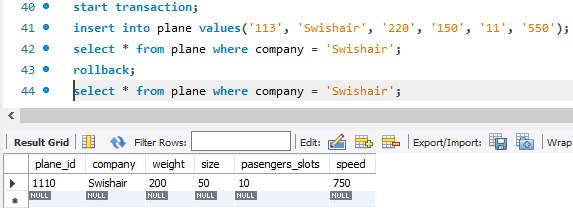 40 start transaction;
41 insert into plane values('113', 'Swishair', '220', '150', '11', '550');
42 select * from plane where company = 'Swishair';
43 rollback;
44 select * from plane where company = 'Swishair';
Result Grid Filter Rows: Edit: Export/Import: Wrap
plane_id company weight size pasengers_slots speed
1110 Swishair 200 50 10 750
NULL NULL NULL NULL NULL NULL